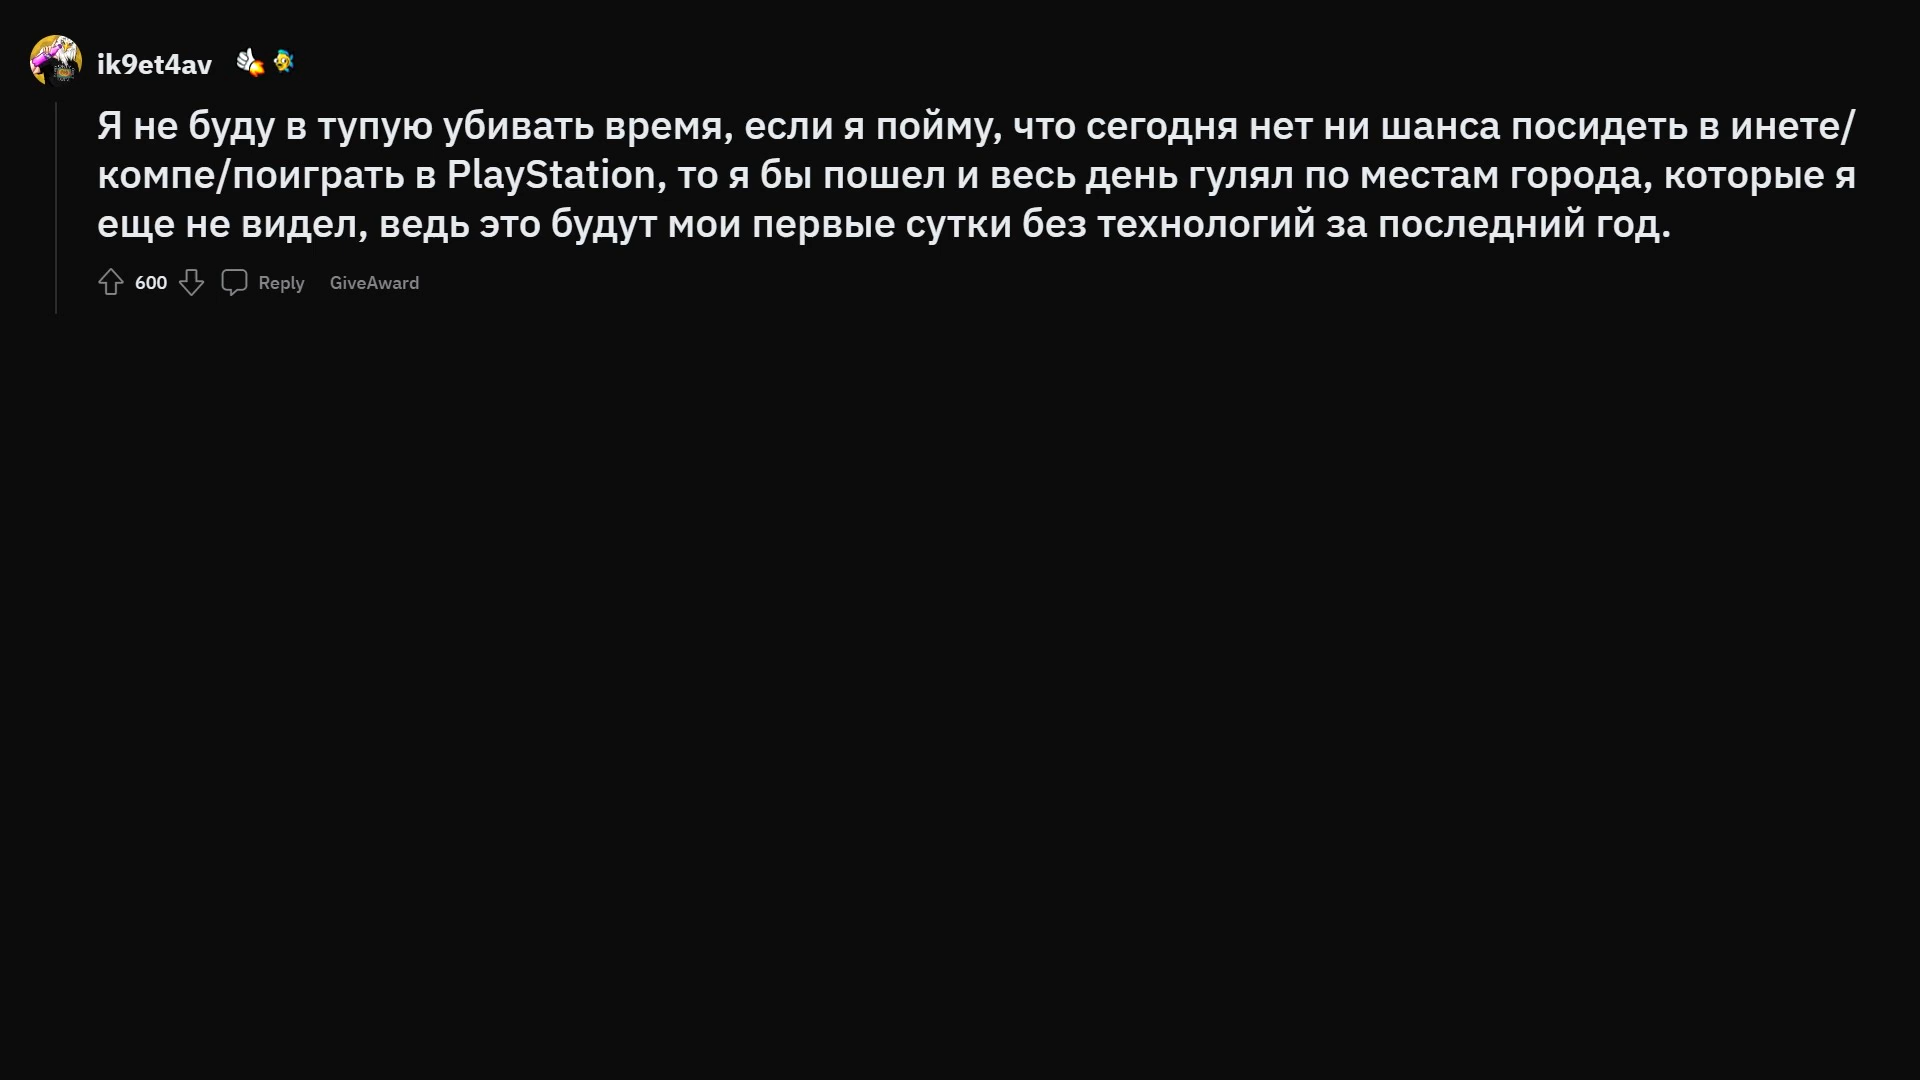 ik9et4av
Я не буду в тупую убивать время, если я пойму, что сегодня нет ни шанса посидеть в инете/
компе/поиграть в PlayStation, то я бы пошел и весь день гулял по местам города, которые я
еще не видел, ведь это будут мои первые сутки без технологий за последний год.
600 Reply GiveAward